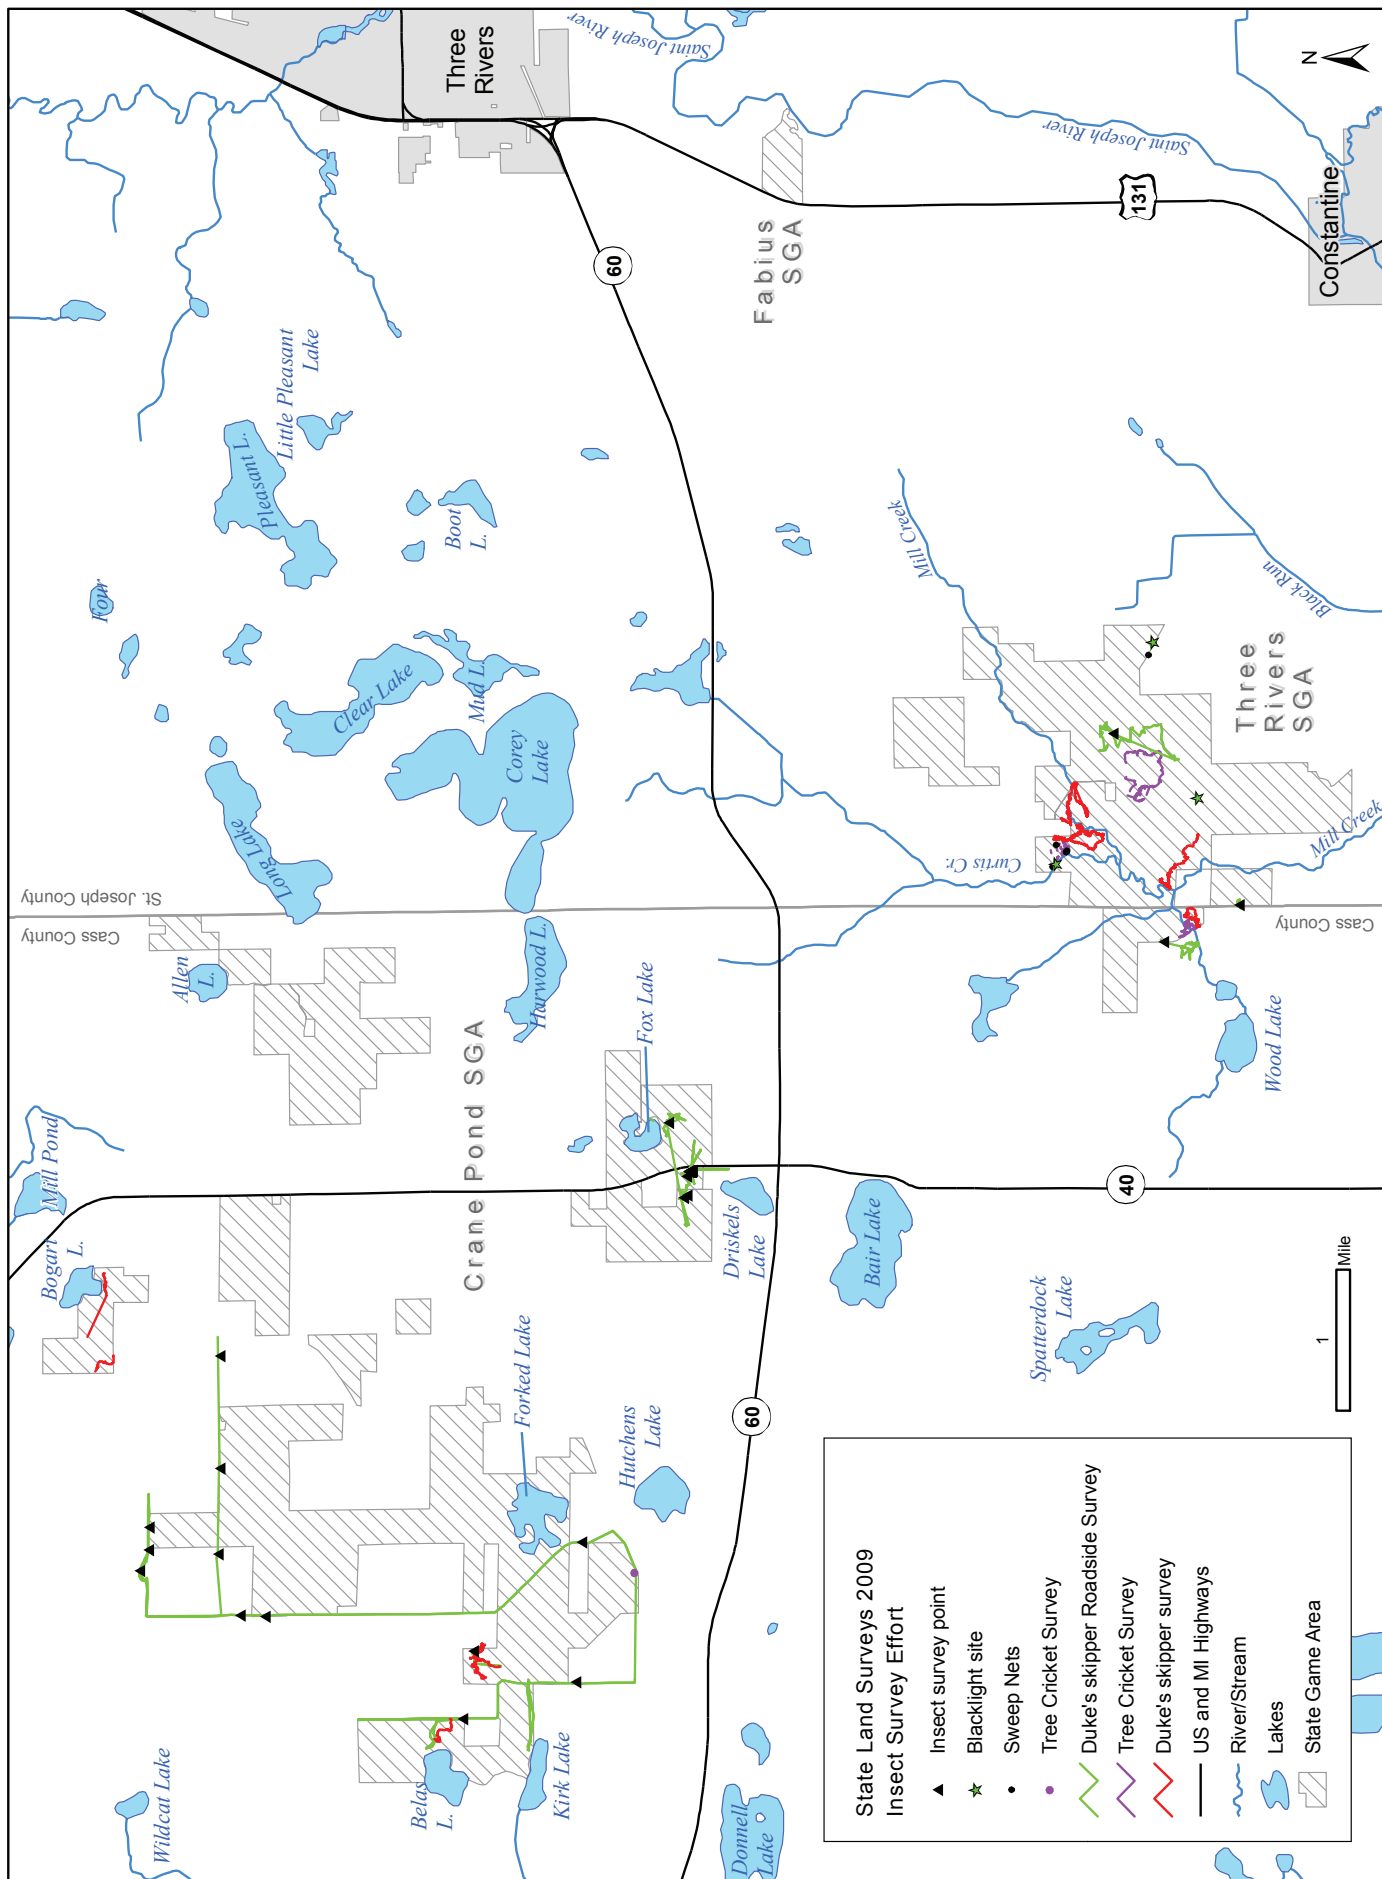 Three
Rivers
Saint Joseph River
Saint Joseph River
Saint Joseph River
N
Constantine
131
60
Fabius
SGA
Little Pleasant
Lake
Pleasant L.
Boot
L.
Four
Clear Lake
Mud L.
Corey
Lake
Long Lake
St. Joseph County
Cass County
Allen
L.
Harwood L.
Mill Creek
Black Run
Three
Rivers
SGA
Curtis Cr.
Mill Creek
Cass County
Wood Lake
Crane Pond SGA
Fox Lake
Mill Pond
Bogart
L.
Driskels
Lake
Bair Lake
40
Spatterdock
Lake
Forked Lake
Hutchens
Lake
60
Wildcat Lake
Belas
L.
Kirk Lake
Donnell
Lake
1
Mile
State Land Surveys 2009
Insect Survey Effort
Insect survey point
Blacklight site
Sweep Nets
Tree Cricket Survey
Duke's skipper Roadside Survey
Tree Cricket Survey
Duke's skipper survey
US and MI Highways
River/Stream
Lakes
State Game Area